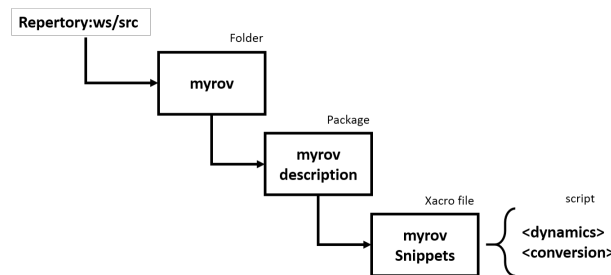 Repertory:ws/src
Folder
myrov
Package
myrov
description
Xacro file
myrov
Snippets
script
<dynamics>
<conversion>